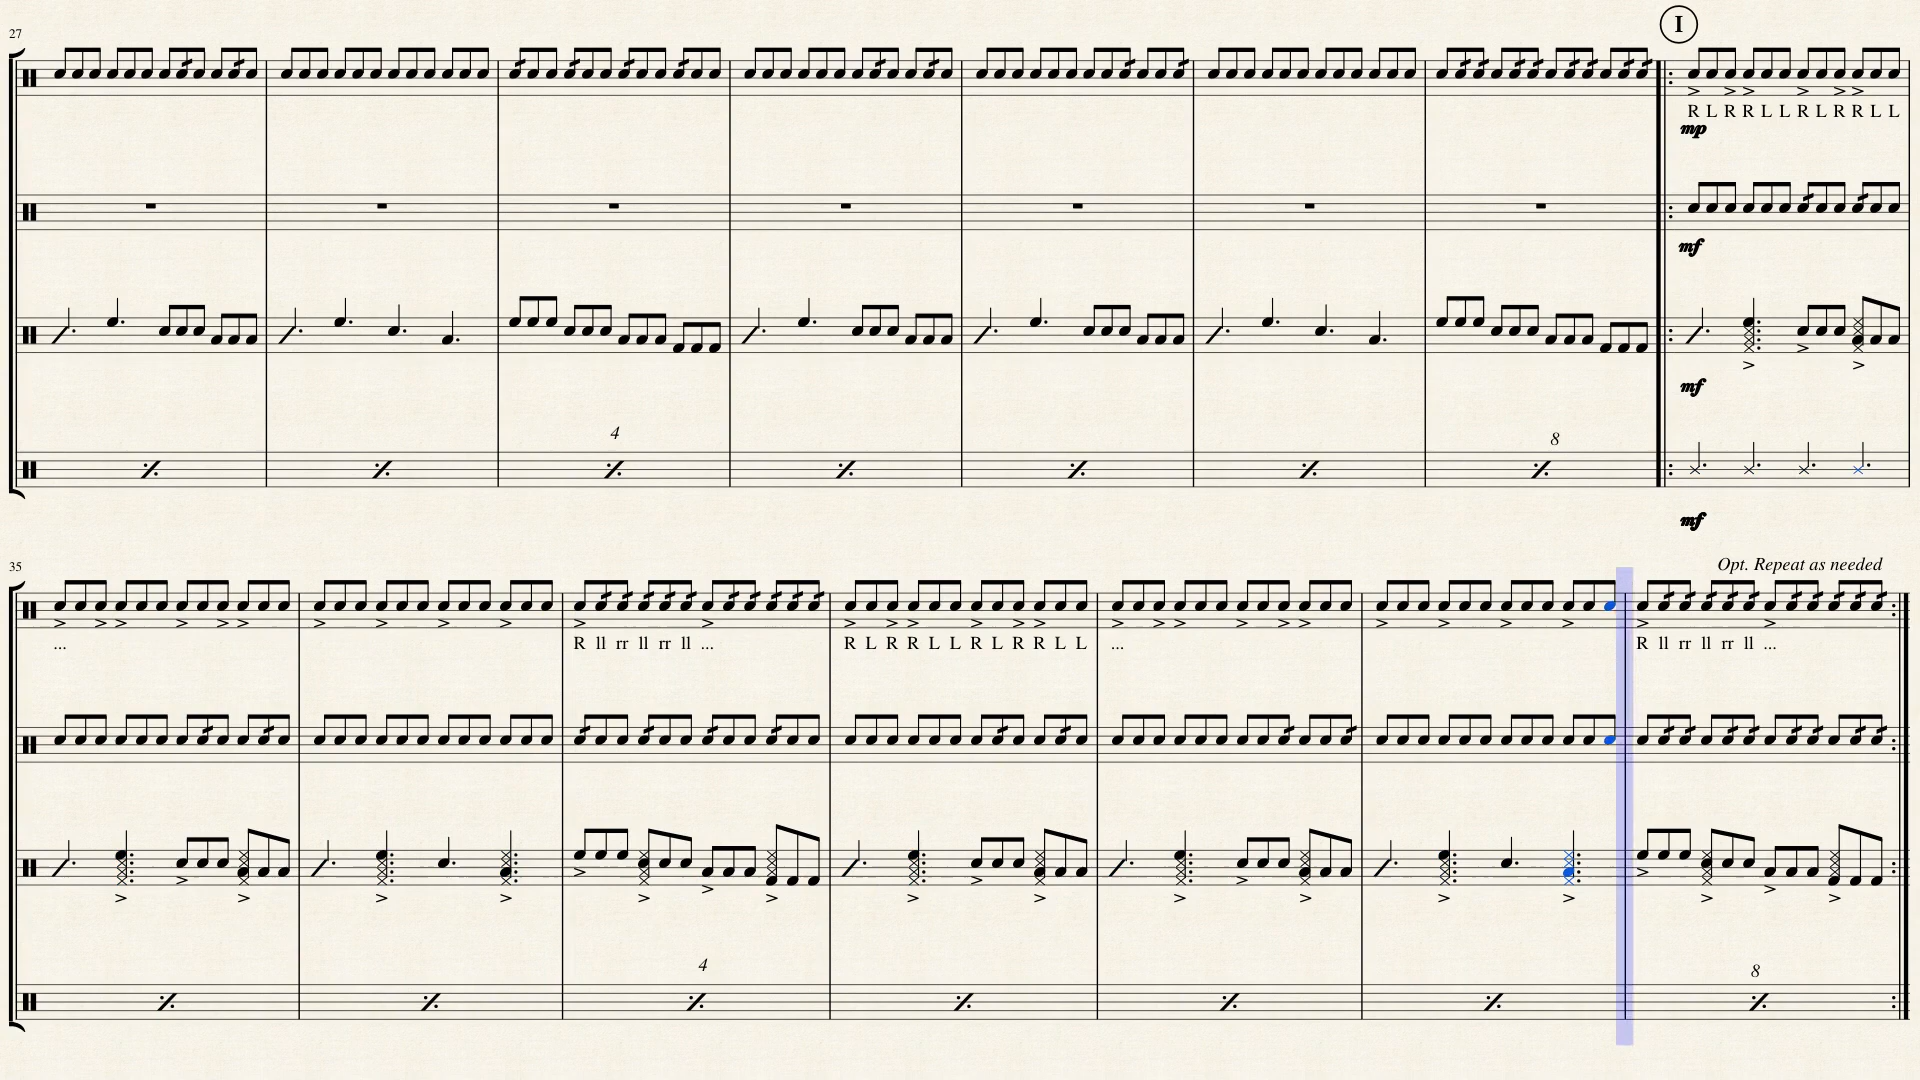 I
27
R L R R L L R L R R L L
mp
mf
mf
4
8
mf
Opt. Repeat as needed
35
...
R ll rr ll rr ll ...
R L R R L L R L R R L L
...
R ll rr ll rr ll ...
4
8